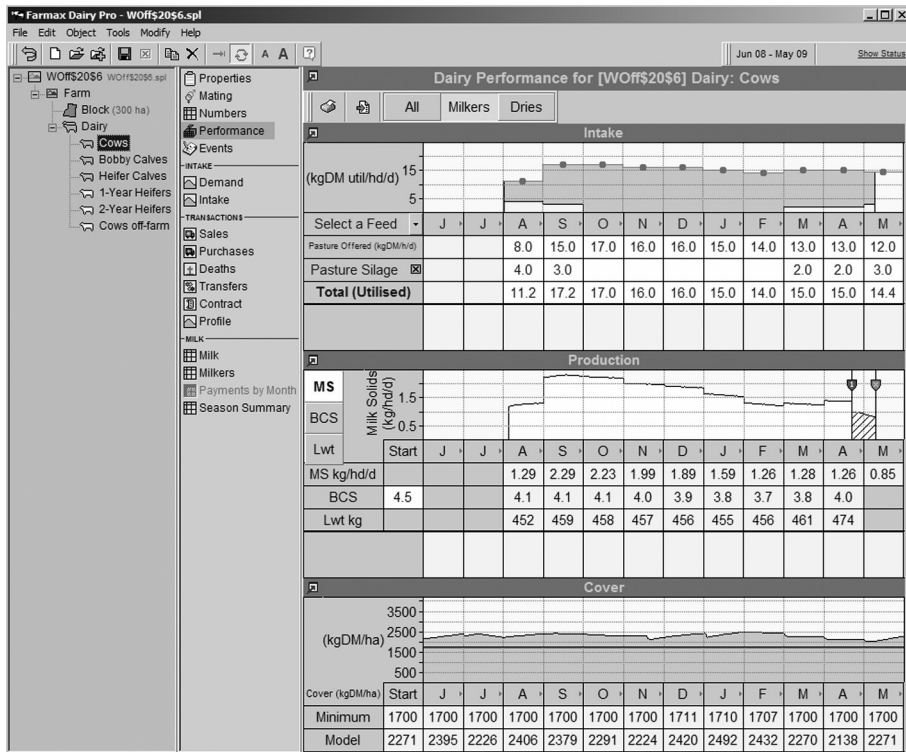 Farmax Dairy Pro - WOff$20$6.spl
File Edit Object Tools Modify Help
A A ? Jun 08 - May 09 Show Status
WOff$20$6 WOff$20$6.spl
Farm
Block (300 ha)
Dairy
Cows
Bobby Calves
Heifer Calves
1-Year Heifers
2-Year Heifers
Cows off-farm
Properties
Mating
Numbers
Performance
Events
INTAKE
Demand
Intake
TRANSACTIONS
Sales
Purchases
Deaths
Transfers
Contract
Profile
MILK
Milk
Milkers
Payments by Month
Season Summary
Dairy Performance for [WOff$20$6] Dairy: Cows
All Milkers Dries
Intake
(kgDM util/hd/d) 15
5
Select a Feed J J A S O N D J F M A M
Pasture Offered (kgDM/h/d) 8.0 15.0 17.0 16.0 16.0 15.0 14.0 13.0 13.0 12.0
Pasture Silage 4.0 3.0 2.0 2.0 3.0
Total (Utilised) 11.2 17.2 17.0 16.0 16.0 15.0 14.0 15.0 15.0 14.4
Production
MS
BCS
Lwt
Milk Solids
(kg/hd/d)
1.5
0.5
1
Start J J A S O N D J F M A M
MS kg/hd/d 1.29 2.29 2.23 1.99 1.89 1.59 1.26 1.28 1.26 0.85
BCS 4.5 4.1 4.1 4.1 4.0 3.9 3.8 3.7 3.8 4.0
Lwt kg 452 459 458 457 456 455 456 461 474
Cover
(kgDM/ha)
3500
2500
1500
500
Cover (kgDM/ha) Start J J A S O N D J F M A M
Minimum 1700 1700 1700 1700 1700 1700 1700 1711 1710 1707 1700 1700 1700
Model 2271 2395 2226 2406 2379 2291 2224 2420 2492 2432 2270 2138 2271